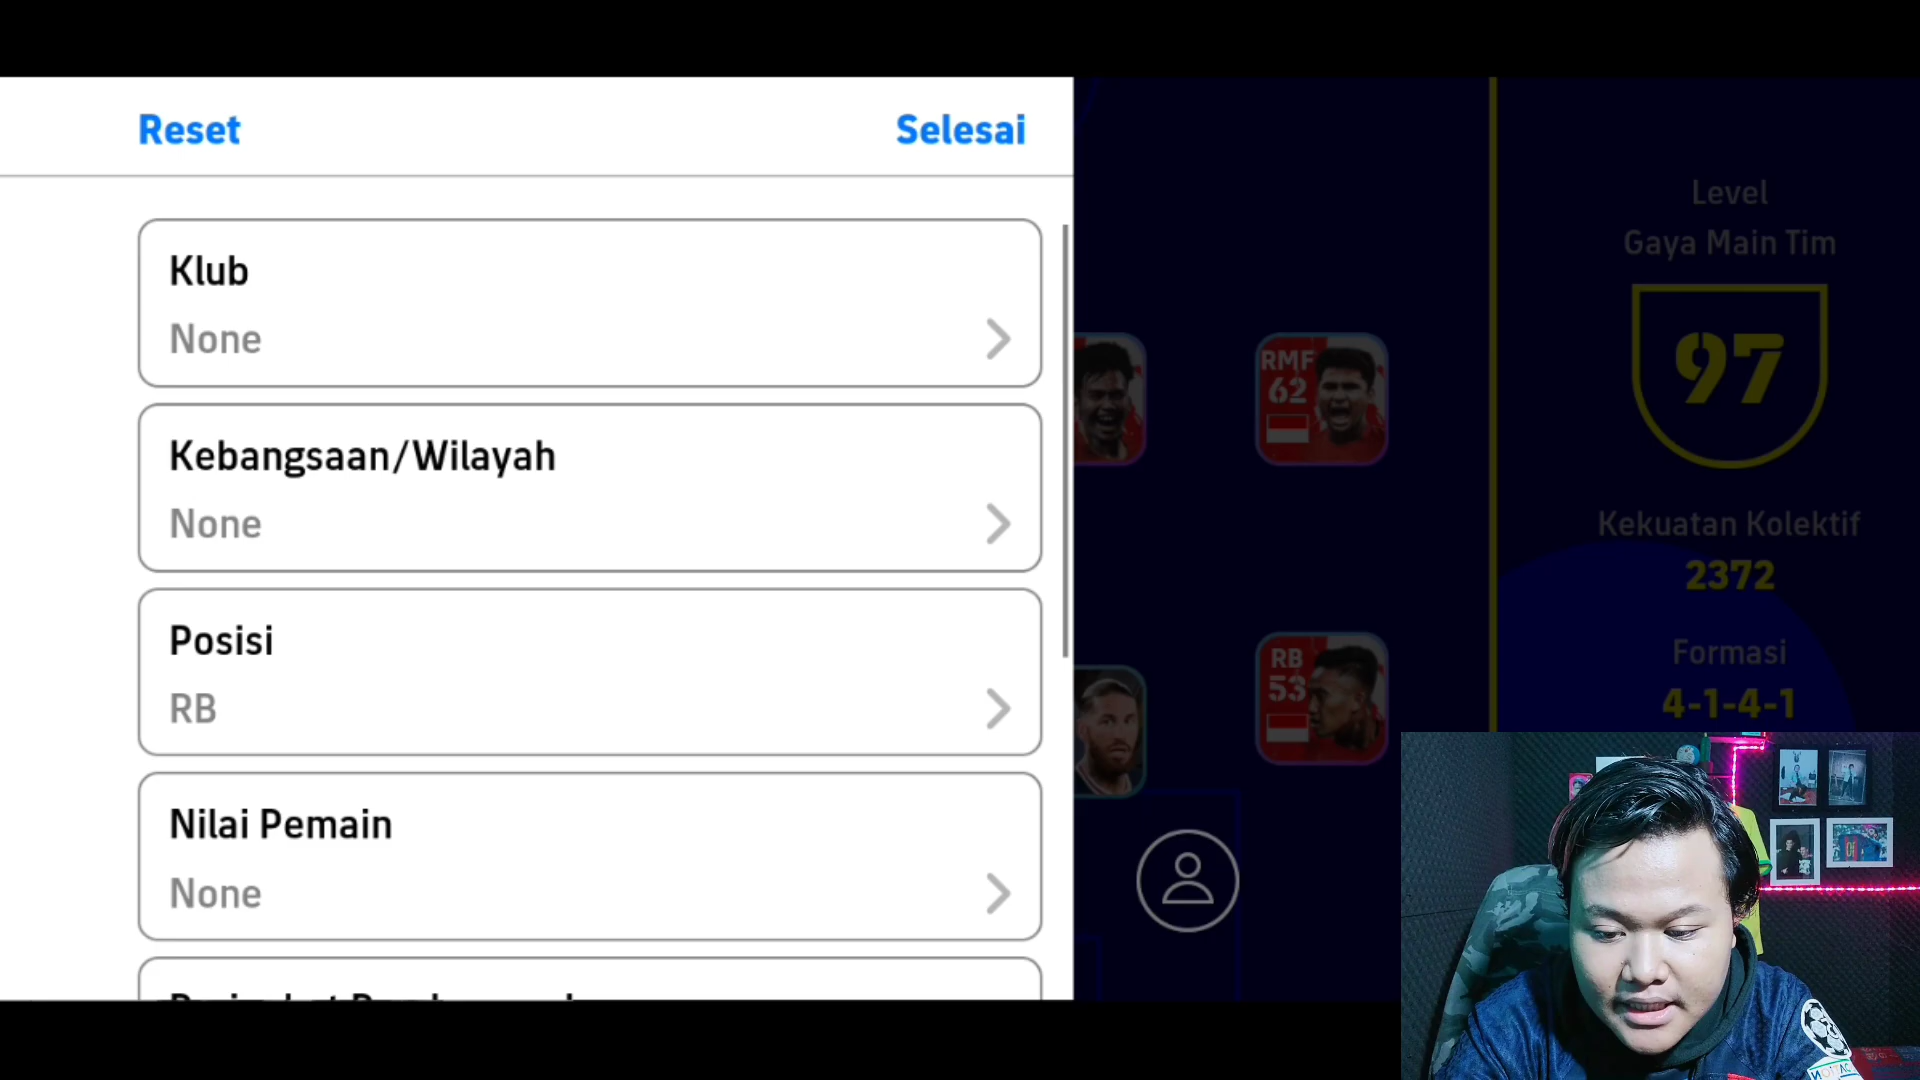 Reset
Selesai
Klub
None
Kebangsaan/Wilayah
None
Posisi
RB
Nilai Pemain
None
RMF
62
RB
53
Level
Gaya Main Tim
97
Kekuatan Kolektif
2372
Formasi
4-1-4-1